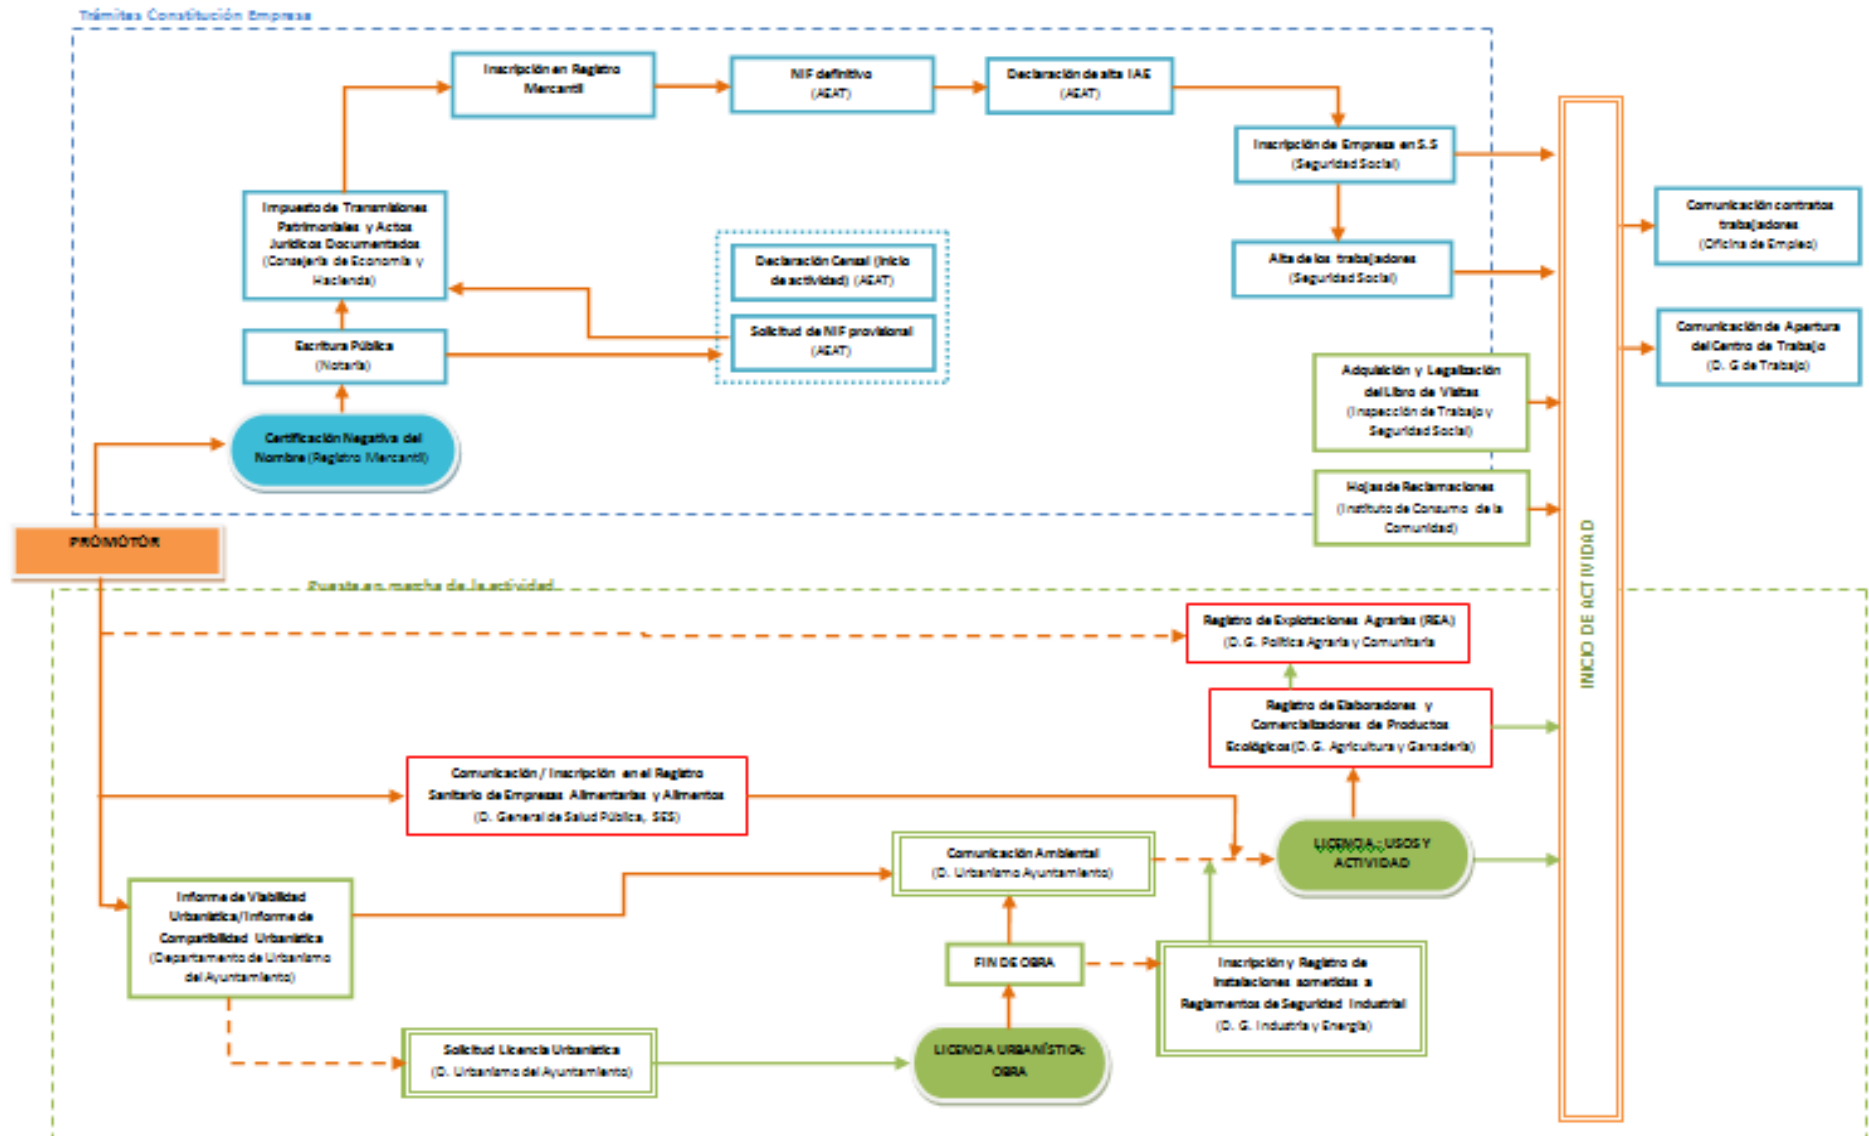 Trámites Constitución Empresa
Inscripción en Registro
Mercantil
NIF definitivo
(AEAT)
Declaración de alta IAE
(AEAT)
Inscripción de Empresa en S.S
(Seguridad Social)
Alta de los trabajadores
(Seguridad Social)
Impuesto de Transmisiones
Patrimoniales y Actos
Jurídicos Documentados
(Consejería de Economía y
Hacienda)
Declaración Censal (Inicio
de actividad) (AEAT)
Solicitud de NIF provisional
(AEAT)
Escritura Pública
(Notaría)
Certificación Negativa del
Nombre (Registro Mercantil)
Comunicación contratos
trabajadores
(Oficina de Empleo)
Comunicación de Apertura
del Centro de Trabajo
(D. G de Trabajo)
Adquisición y Legalización
del Libro de Visitas
(Inspección de Trabajo y
Seguridad Social)
Hojas de Reclamaciones
(Instituto de Consumo de la
Comunidad)
PROMOTOR
INICIO DE ACTIVIDAD
Puesta en marcha de la actividad
Registro de Explotaciones Agrarias (REA)
(D.G. Política Agraria y Comunitaria
Registro de Elaboradores y
Comercializadores de Productos
Ecológicos (D.G. Agricultura y Ganadería)
Comunicación / Inscripción en el Registro
Sanitario de Empresas Alimentarias y Alimentos
(D. General de Salud Pública, SES)
Comunicación Ambiental
(D. Urbanismo Ayuntamiento)
LICENCIA: USOS Y
ACTIVIDAD
Informe de Viabilidad
Urbanística/Informe de
Compatibilidad Urbanística
(Departamento de Urbanismo
del Ayuntamiento)
FIN DE OBRA
Inscripción y Registro de
Instalaciones sometidas a
Reglamentos de Seguridad Industrial
(D. G. Industria y Energía)
Solicitud Licencia Urbanística
(D. Urbanismo del Ayuntamiento)
LICENCIA URBANÍSTICA:
OBRA